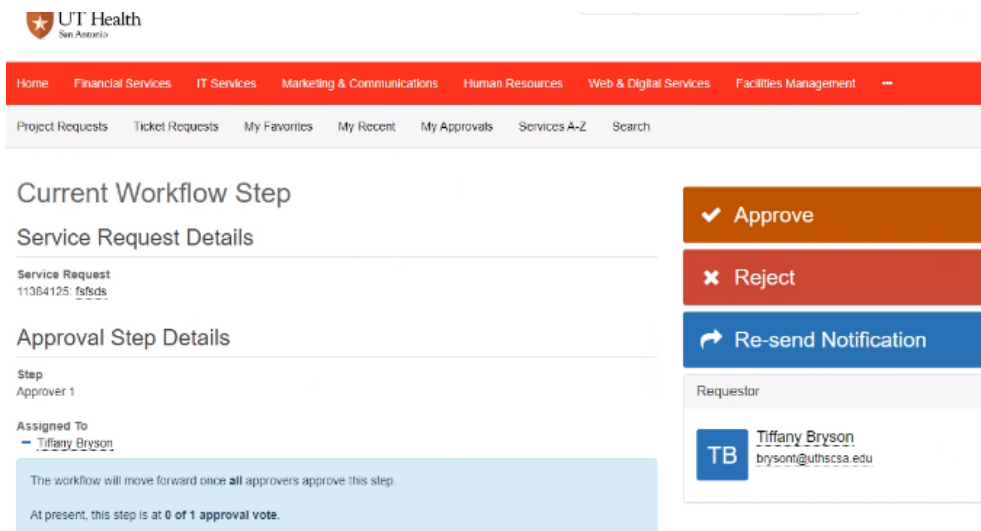 UT Health
San Antonio
Home Financial Services IT Services Marketing & Communications Human Resources Web & Digital Services Facilities Management
Project Requests Ticket Requests My Favorites My Recent My Approvals Services A-Z Search
Current Workflow Step
Service Request Details
Service Request
11384125: fsfsds
Approval Step Details
Step
Approver 1
Assigned To
Tiffany Bryson
The workflow will move forward once all approvers approve this step.
At present, this step is at 0 of 1 approval vote.
Approve
Reject
Re-send Notification
Requestor
TB
Tiffany Bryson
brysont@uthscsa.edu